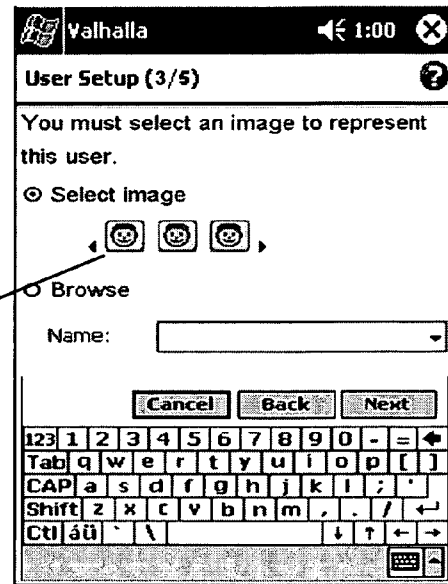 Valhalla 1:00
User Setup (3/5)
You must select an image to represent
this user.
Select image
Browse
Name:
Cancel Back Next
123 1 2 3 4 5 6 7 8 9 0 - =
Tab q w e r t y u i o p [ ]
CAP a s d f g h j k l ; '
Shift z x c v b n m , . /
Ctl áü ` \